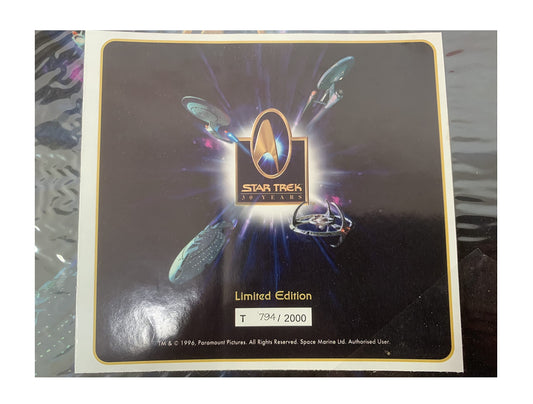 STAR TREK
30 YEARS
Limited Edition
T 794 / 2000
TM & © 1996, Paramount Pictures. All Rights Reserved. Space Marine Ltd. Authorised User.